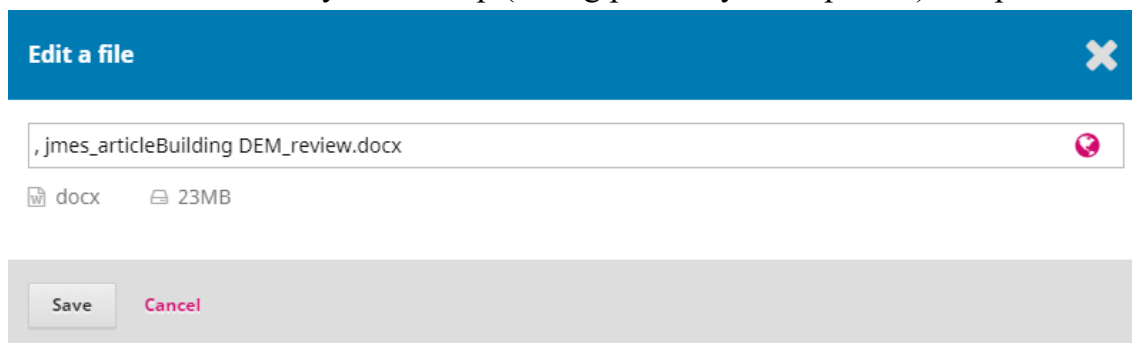 Edit a file
, jmes_articleBuilding DEM_review.docx
docx 23MB
Save Cancel